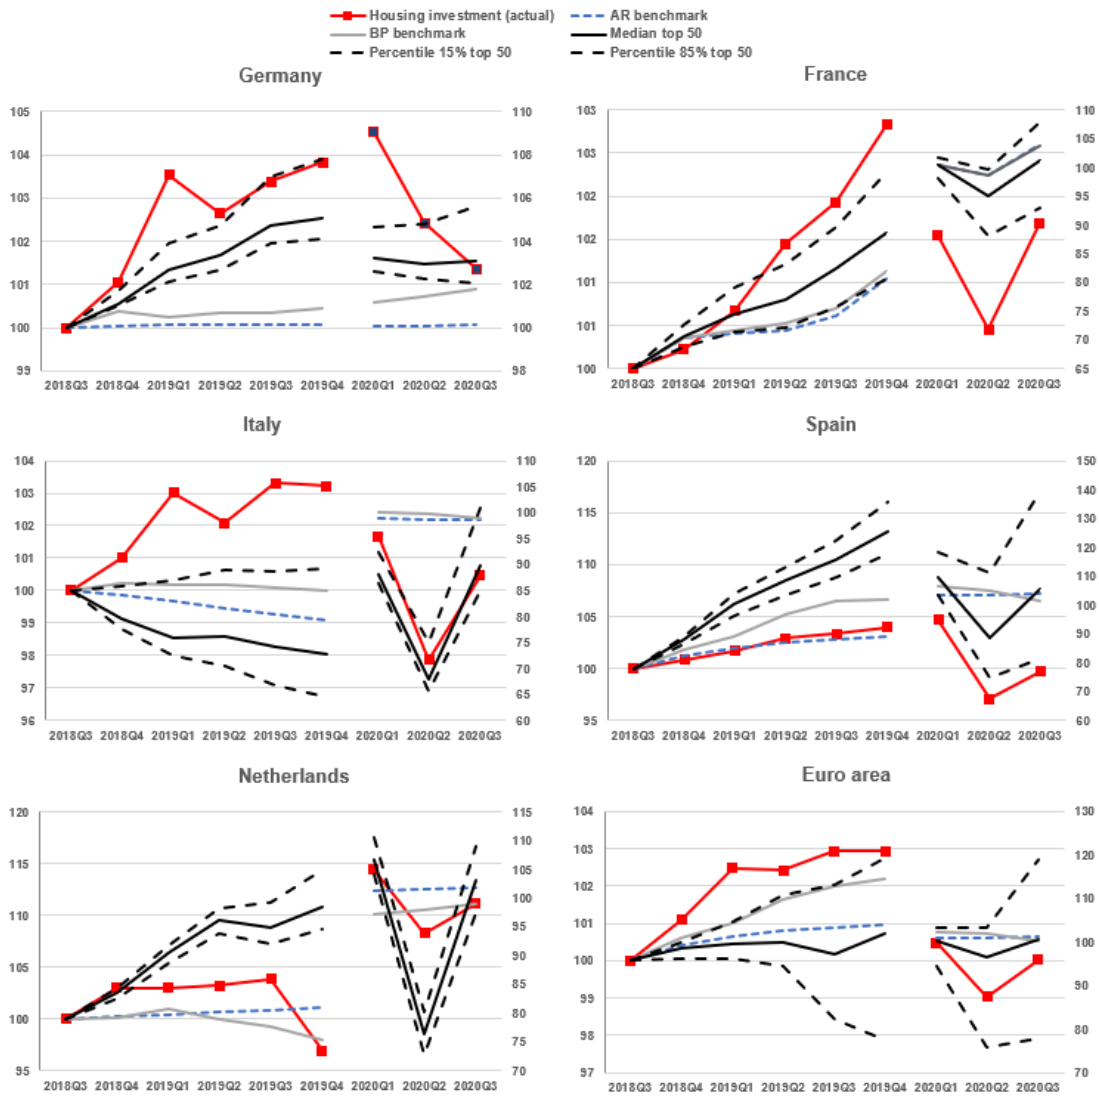 Housing investment (actual) AR benchmark
BP benchmark Median top 50
Percentile 15% top 50 Percentile 85% top 50
Germany France
105 110 103 110
104 108 103 105
100
103 106 102 95
90
102 104 102 85
101 102 101 80
75
100 100 101 70
99 98 100 65
2018Q3 2018Q4 2019Q1 2019Q2 2019Q3 2019Q4 2020Q1 2020Q2 2020Q3 2018Q3 2018Q4 2019Q1 2019Q2 2019Q3 2019Q4 2020Q1 2020Q2 2020Q3
Italy Spain
104 110 120 150
103 105 140
102 100 115 130
101 95 120
100 90 110 110
99 85 105 100
98 80 90
97 75 100 80
96 70 95 70
65 60
60
2018Q3 2018Q4 2019Q1 2019Q2 2019Q3 2019Q4 2020Q1 2020Q2 2020Q3 2018Q3 2018Q4 2019Q1 2019Q2 2019Q3 2019Q4 2020Q1 2020Q2 2020Q3
Netherlands Euro area
120 115 104 130
115 110 103 120
110 105 102 110
105 100 101 100
100 95 100 90
95 90 99 80
85 98 70
80 97
75
70
2018Q3 2018Q4 2019Q1 2019Q2 2019Q3 2019Q4 2020Q1 2020Q2 2020Q3 2018Q3 2018Q4 2019Q1 2019Q2 2019Q3 2019Q4 2020Q1 2020Q2 2020Q3